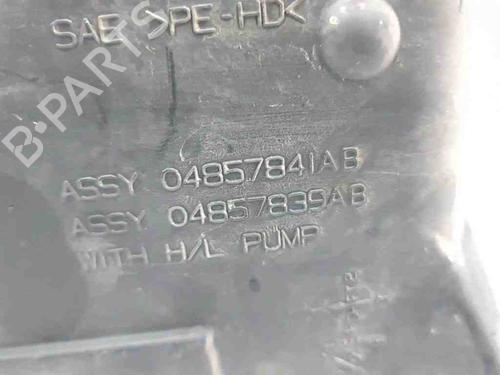 SAE >PE-HD<
B-PARTS
ASSY 04857841AB
ASSY 04857839AB
WITH H/L PUMP